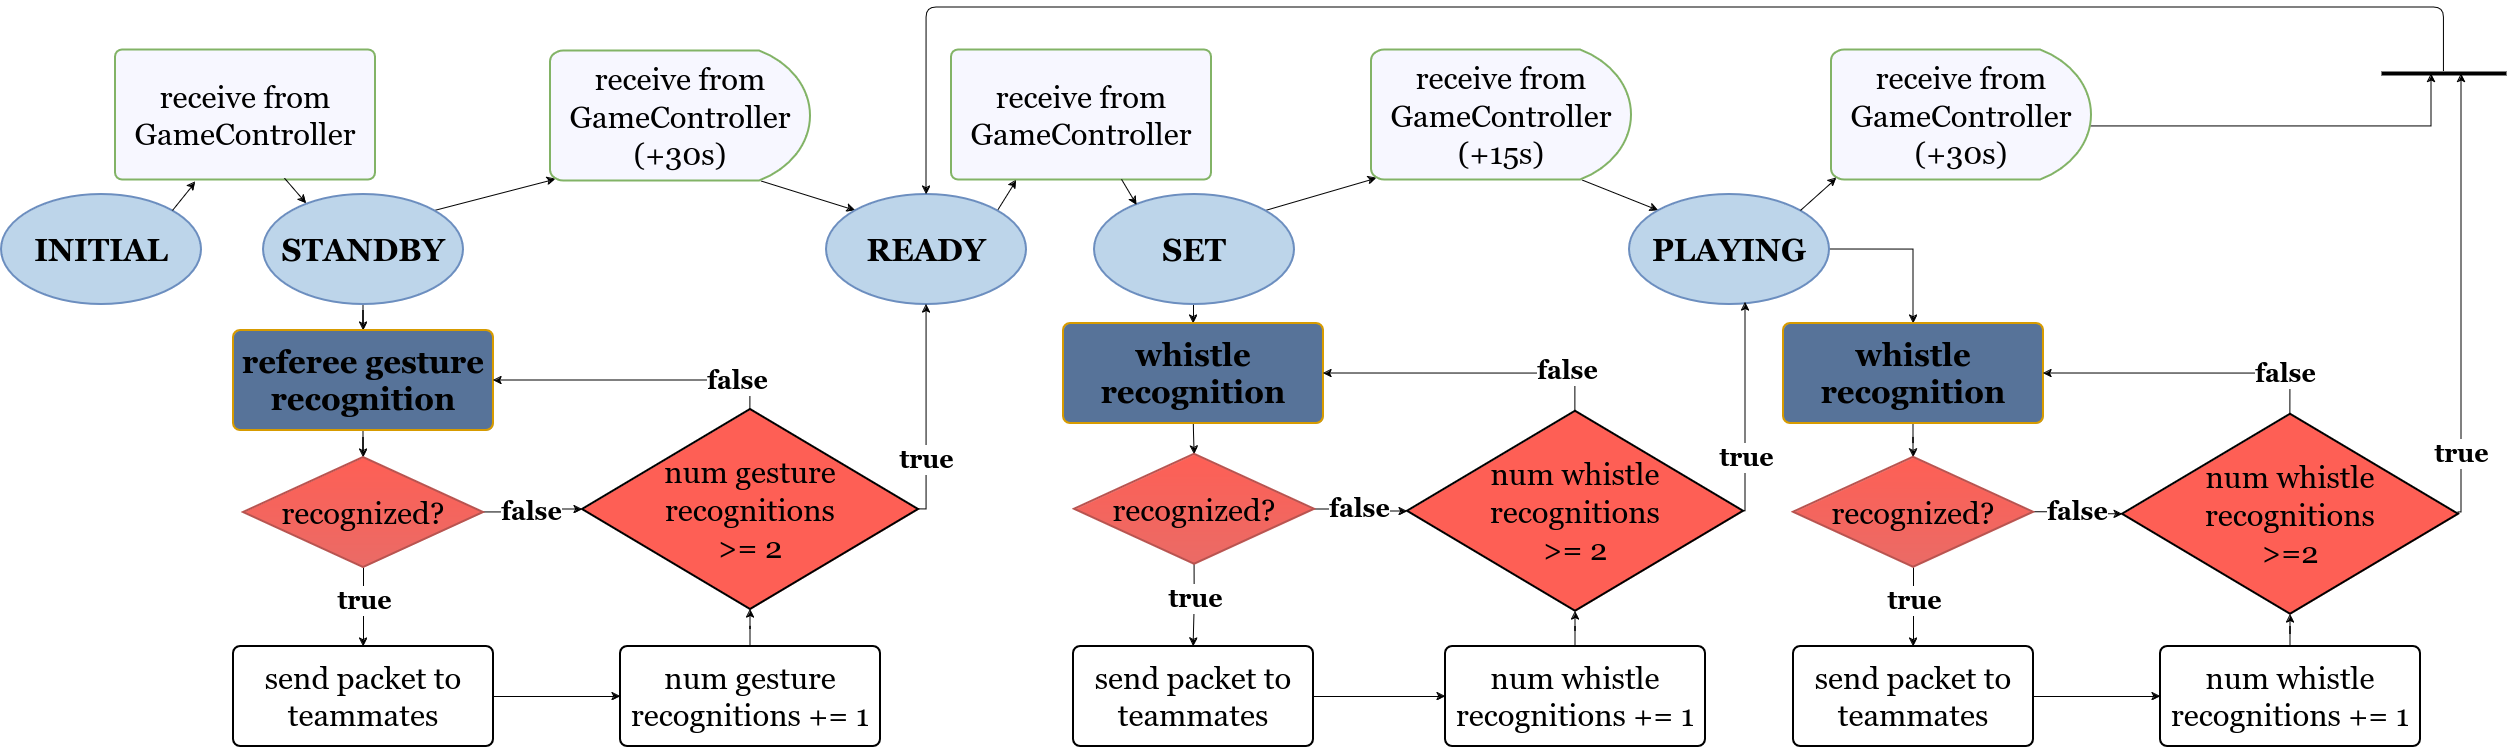 receive from
GameController
receive from
GameController
(+30s)
receive from
GameController
receive from
GameController
(+15s)
receive from
GameController
(+30s)
INITIAL
STANDBY
READY
SET
PLAYING
referee gesture
recognition
false
whistle
recognition
false
whistle
recognition
false
recognized?
false
num gesture
recognitions
>= 2
true
recognized?
false
num whistle
recognitions
>= 2
true
recognized?
false
num whistle
recognitions
>=2
true
true
true
true
send packet to
teammates
num gesture
recognitions += 1
send packet to
teammates
num whistle
recognitions += 1
send packet to
teammates
num whistle
recognitions += 1